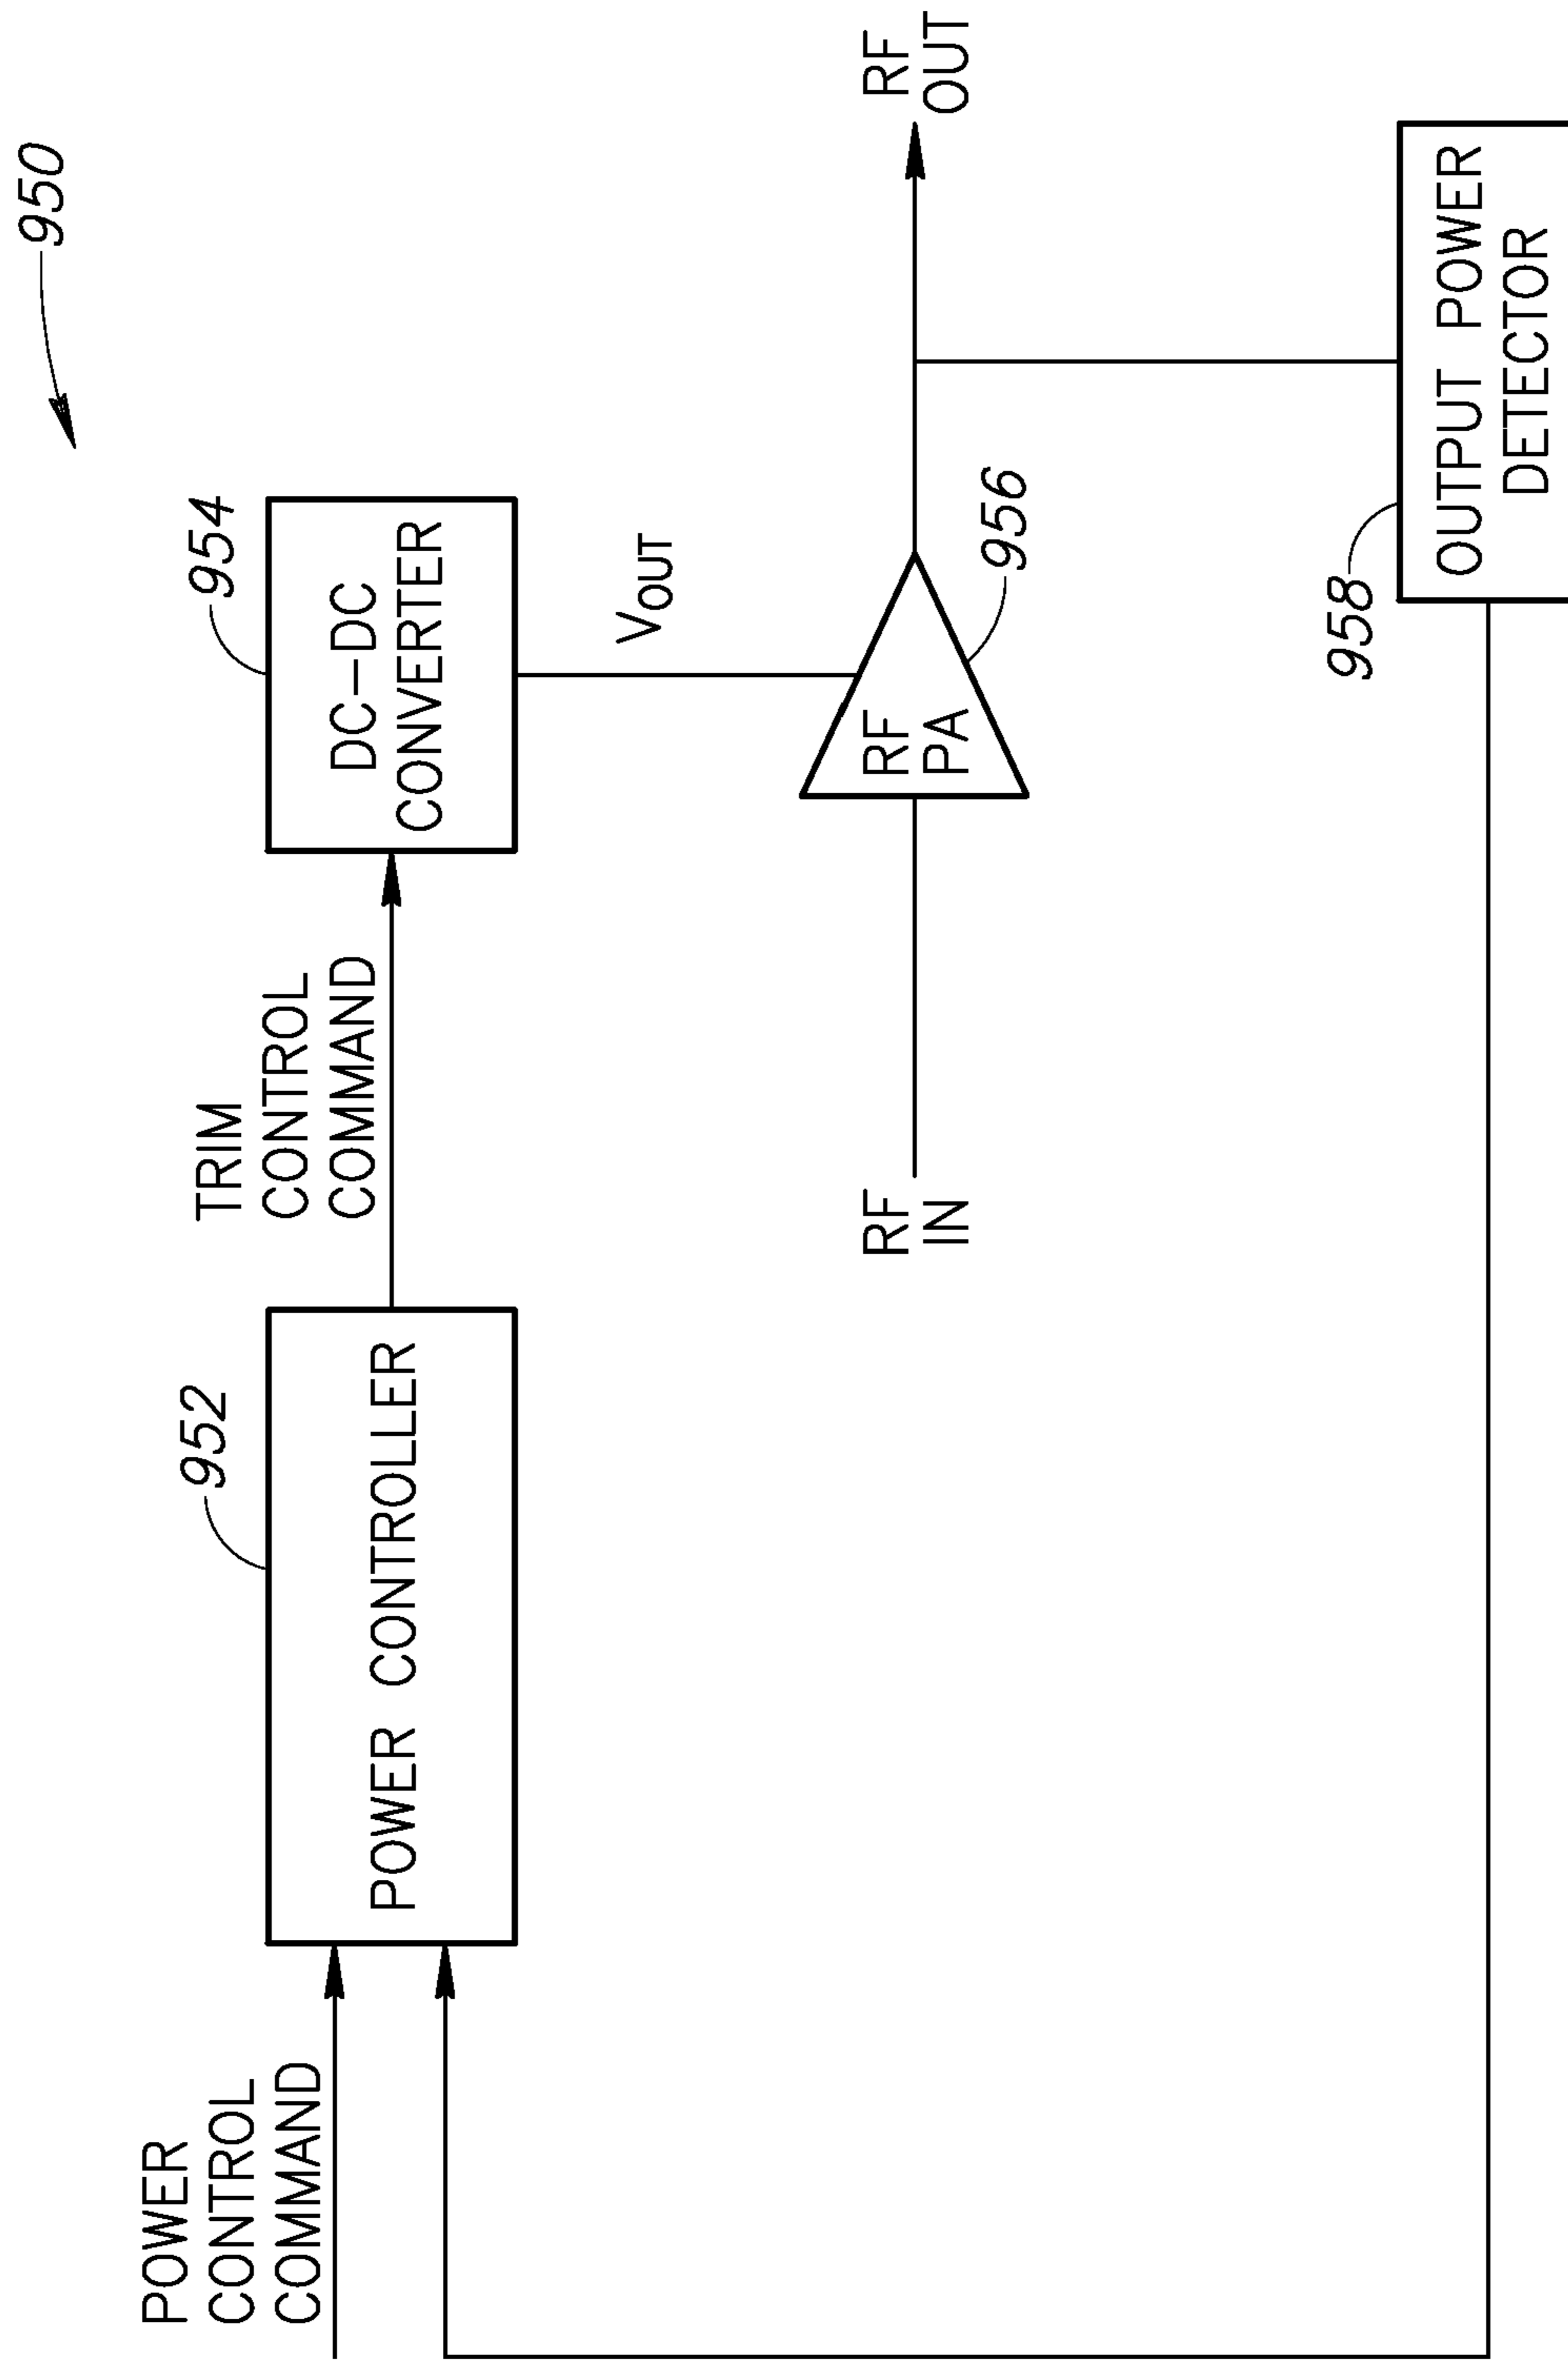 950
POWER
CONTROL
COMMAND
952
POWER CONTROLLER
TRIM
CONTROL
COMMAND
954
DC-DC
CONVERTER
VOUT
RF
IN
RF
PA
956
RF
OUT
958
OUTPUT POWER
DETECTOR